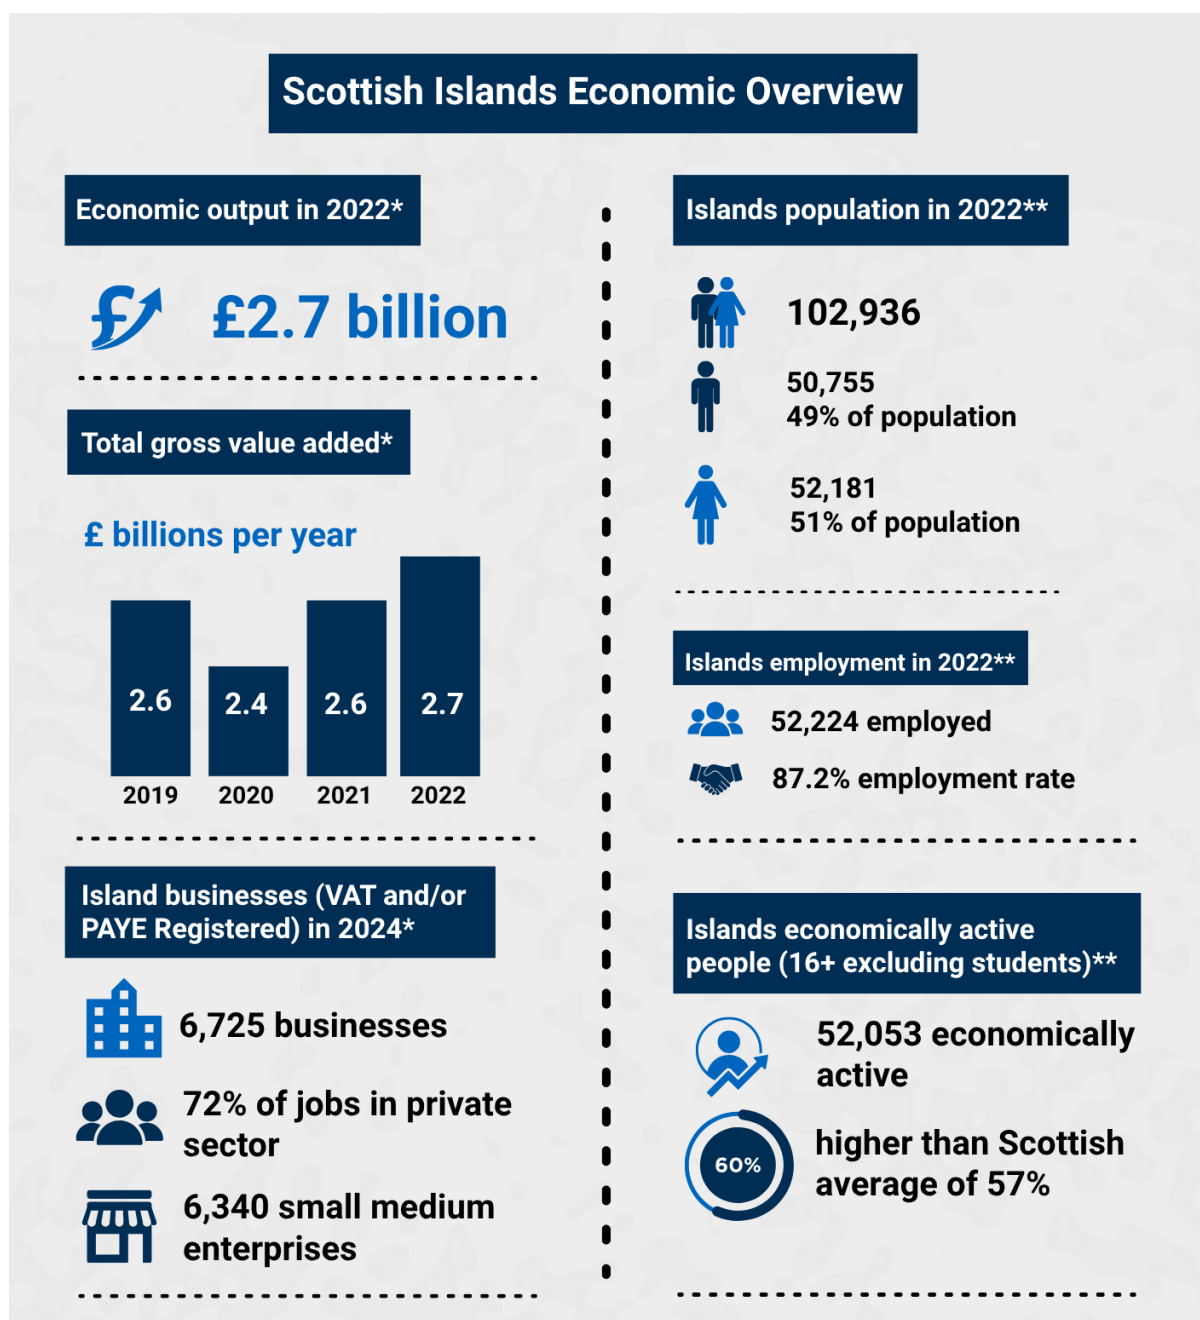 Scottish Islands Economic Overview
Economic output in 2022*
£2.7 billion
Total gross value added*
£ billions per year
2.6
2.4
2.6
2.7
2019
2020
2021
2022
Island businesses (VAT and/or
PAYE Registered) in 2024*
6,725 businesses
72% of jobs in private
sector
6,340 small medium
enterprises
Islands population in 2022**
102,936
50,755
49% of population
52,181
51% of population
Islands employment in 2022**
52,224 employed
87.2% employment rate
Islands economically active
people (16+ excluding students)**
52,053 economically
active
60%
higher than Scottish
average of 57%